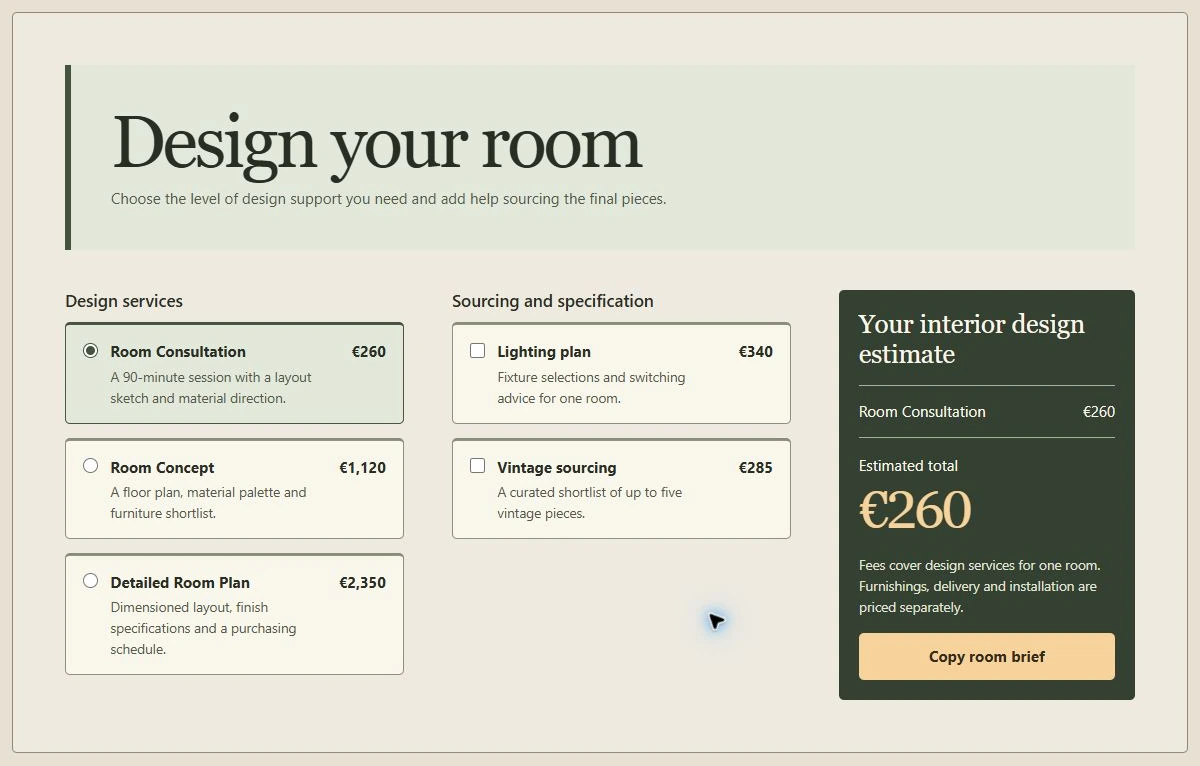 Design your room
Choose the level of design support you need and add help sourcing the final pieces.
Design services
Room Consultation €260
A 90-minute session with a layout
sketch and material direction.
Room Concept €1,120
A floor plan, material palette and
furniture shortlist.
Detailed Room Plan €2,350
Dimensioned layout, finish
specifications and a purchasing
schedule.
Sourcing and specification
Lighting plan €340
Fixture selections and switching
advice for one room.
Vintage sourcing €285
A curated shortlist of up to five
vintage pieces.
Your interior design
estimate
Room Consultation €260
Estimated total
€260
Fees cover design services for one room.
Furnishings, delivery and installation are
priced separately.
Copy room brief